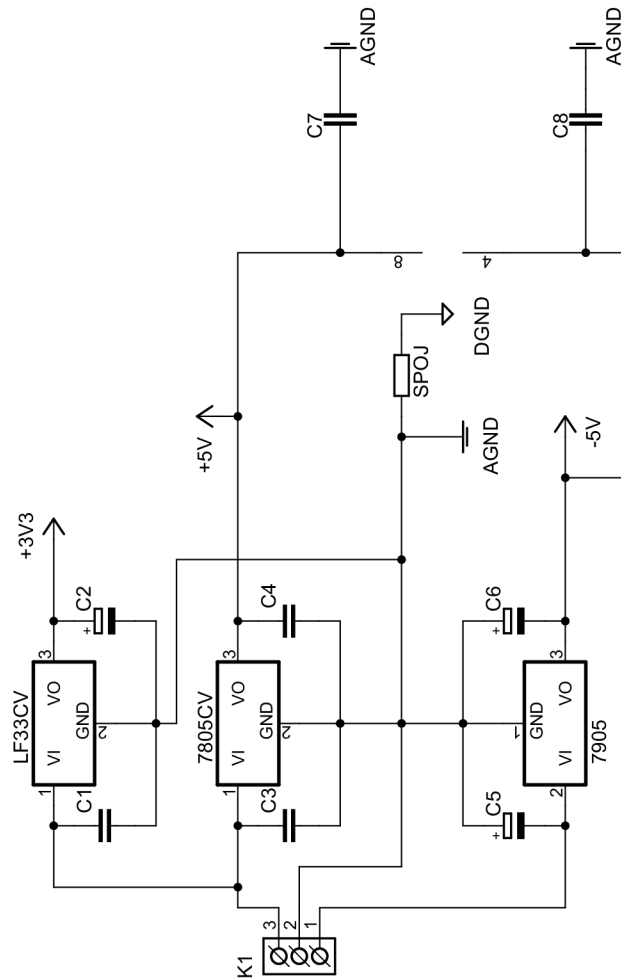 +3V3
LF33CV
1
VI
VO
3
GND
2
C1
+
C2
+5V
7805CV
1
VI
VO
3
GND
2
C3
C4
C7
AGND
8
4
C8
AGND
SPOJ
DGND
AGND
K1
3
2
1
+
C5
+
C6
1
GND
2
VI
VO
3
7905
-5V